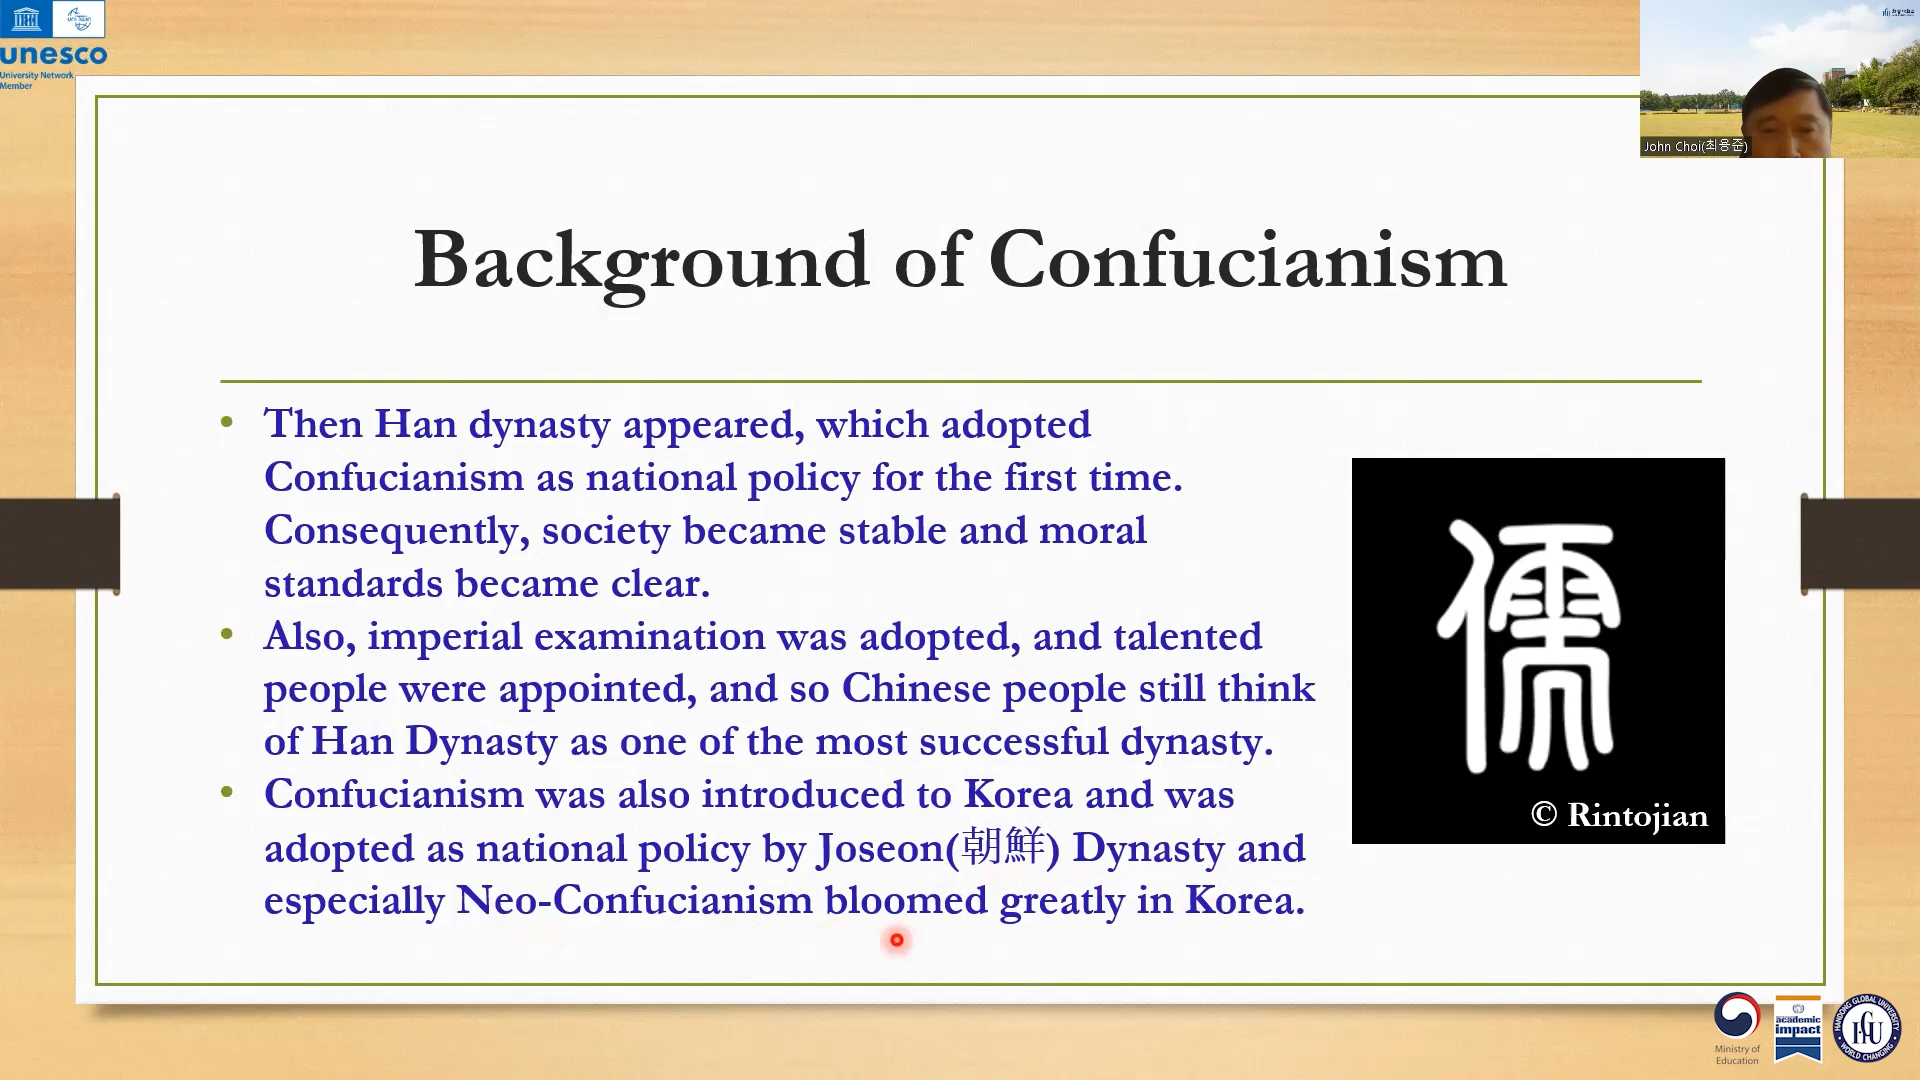 unesco
University Network
Member
John Choi(최용준)
Background of Confucianism
• Then Han dynasty appeared, which adopted
Confucianism as national policy for the first time.
Consequently, society became stable and moral
standards became clear.
• Also, imperial examination was adopted, and talented
people were appointed, and so Chinese people still think
of Han Dynasty as one of the most successful dynasty.
• Confucianism was also introduced to Korea and was
adopted as national policy by Joseon(朝鮮) Dynasty and
especially Neo-Confucianism bloomed greatly in Korea.
儒
© Rintojian
Ministry of
Education
academic
impact
HANDONG GLOBAL UNIVERSITY
HGU
WORLD CHANGING